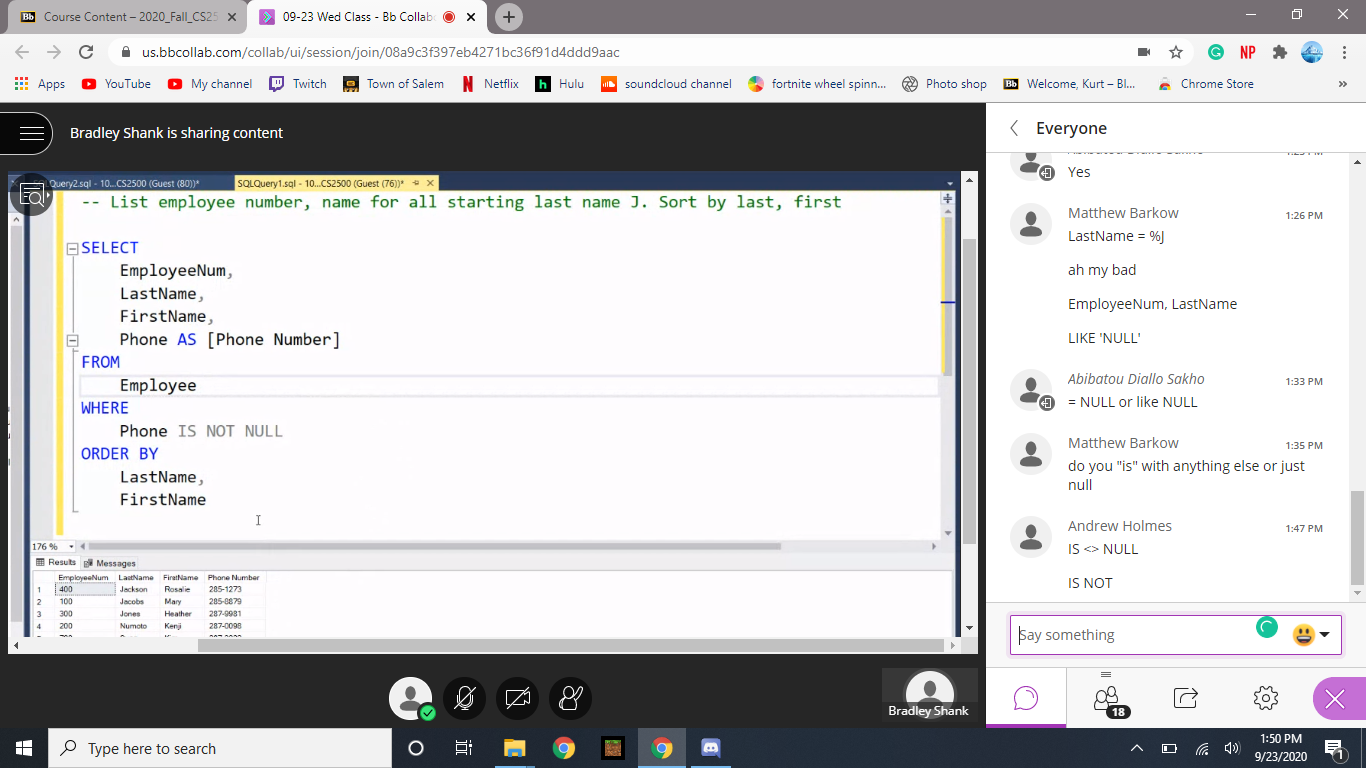 Course Content – 2020_Fall_CS25
09-23 Wed Class - Bb Collab
us.bbcollab.com/collab/ui/session/join/08a9c3f397eb4271bc36f91d4ddd9aac
Apps
YouTube
My channel
Twitch
Town of Salem
Netflix
Hulu
soundcloud channel
fortnite wheel spinn...
Photo shop
Welcome, Kurt – Bl...
Chrome Store
Bradley Shank is sharing content
Query2.sql - 10...CS2500 (Guest (80))*
SQLQuery1.sql - 10...CS2500 (Guest (76))*
-- List employee number, name for all starting last name J. Sort by last, first
SELECT
EmployeeNum,
LastName,
FirstName,
Phone AS [Phone Number]
FROM
Employee
WHERE
Phone IS NOT NULL
ORDER BY
LastName,
FirstName
176 %
Results
Messages
EmployeeNum LastName FirstName Phone Number
1 400 Jackson Rosalie 285-1273
2 100 Jacobs Mary 285-8879
3 300 Jones Heather 287-9981
4 200 Numoto Kenji 287-0098
Bradley Shank
Everyone
Yes
Matthew Barkow 1:26 PM
LastName = %J
ah my bad
EmployeeNum, LastName
LIKE 'NULL'
Abibatou Diallo Sakho 1:33 PM
= NULL or like NULL
Matthew Barkow 1:35 PM
do you "is" with anything else or just
null
Andrew Holmes 1:47 PM
IS <> NULL
IS NOT
Say something
18
Type here to search
1:50 PM
9/23/2020
1